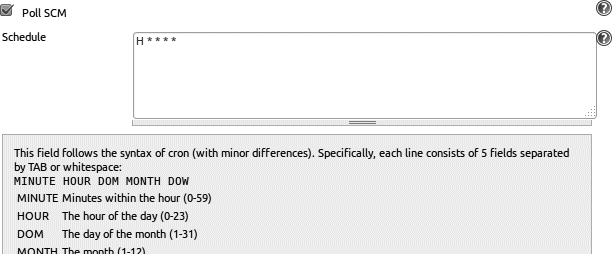 Poll SCM
Schedule
H * * * *
This field follows the syntax of cron (with minor differences). Specifically, each line consists of 5 fields separated
by TAB or whitespace:
MINUTE HOUR DOM MONTH DOW
MINUTE Minutes within the hour (0-59)
HOUR The hour of the day (0-23)
DOM The day of the month (1-31)
MONTH The month (1-12)